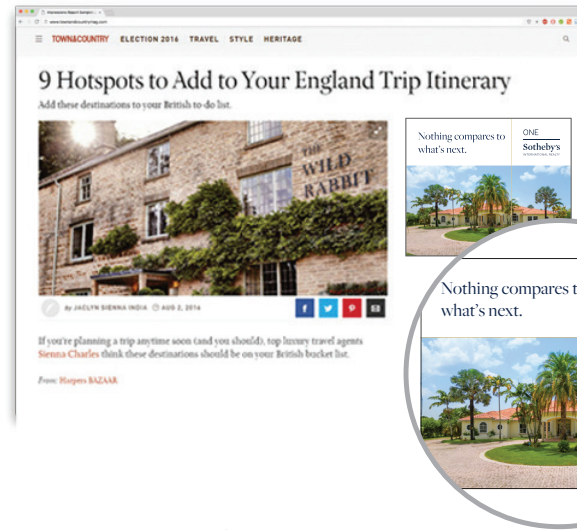 www.townandcountrymag.com
TOWN&COUNTRY ELECTION 2016 TRAVEL STYLE HERITAGE
9 Hotspots to Add to Your England Trip Itinerary
Add these destinations to your British to-do list.
THE
WILD
RABBIT
by JACLYN SIENNA INDIA AUG 2, 2016
If you're planning a trip anytime soon (and you should), top luxury travel agents
Sienna Charles think these destinations should be on your British bucket list.
From: Harpers BAZAAR
Nothing compares to
what's next.
ONE
Sotheby's
INTERNATIONAL REALTY
Nothing compares t
what's next.